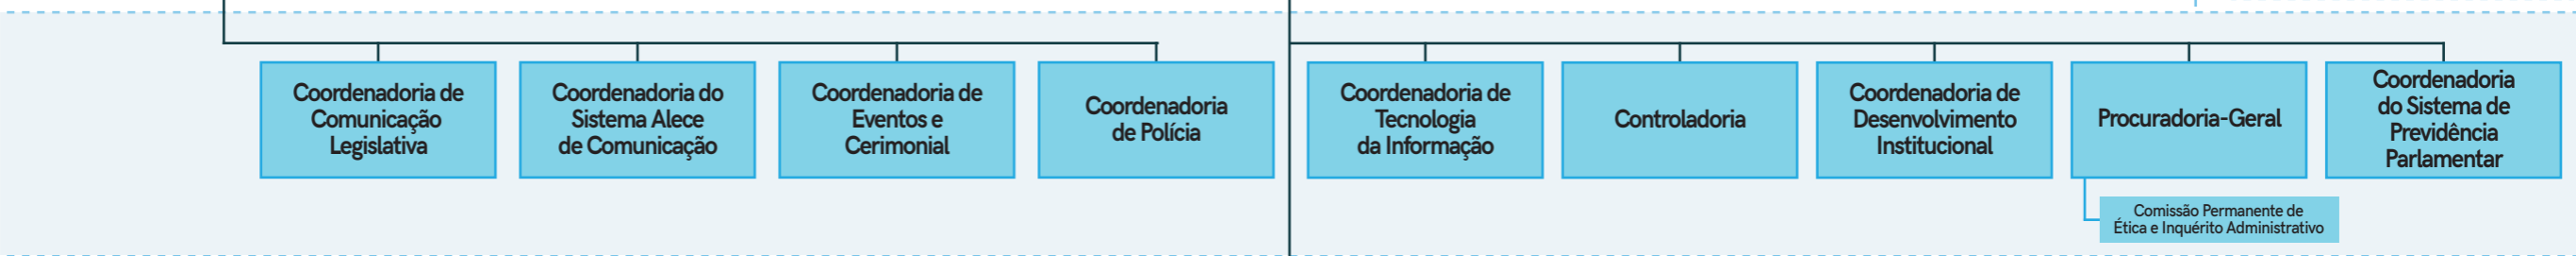 Coordenadoria de
Comunicação
Legislativa
Coordenadoria do
Sistema Alece
de Comunicação
Coordenadoria de
Eventos e
Cerimonial
Coordenadoria
de Polícia
Coordenadoria de
Tecnologia
da Informação
Controladoria
Coordenadoria de
Desenvolvimento
Institucional
Procuradoria-Geral
Coordenadoria
do Sistema de
Previdência
Parlamentar
Comissão Permanente de
Ética e Inquérito Administrativo